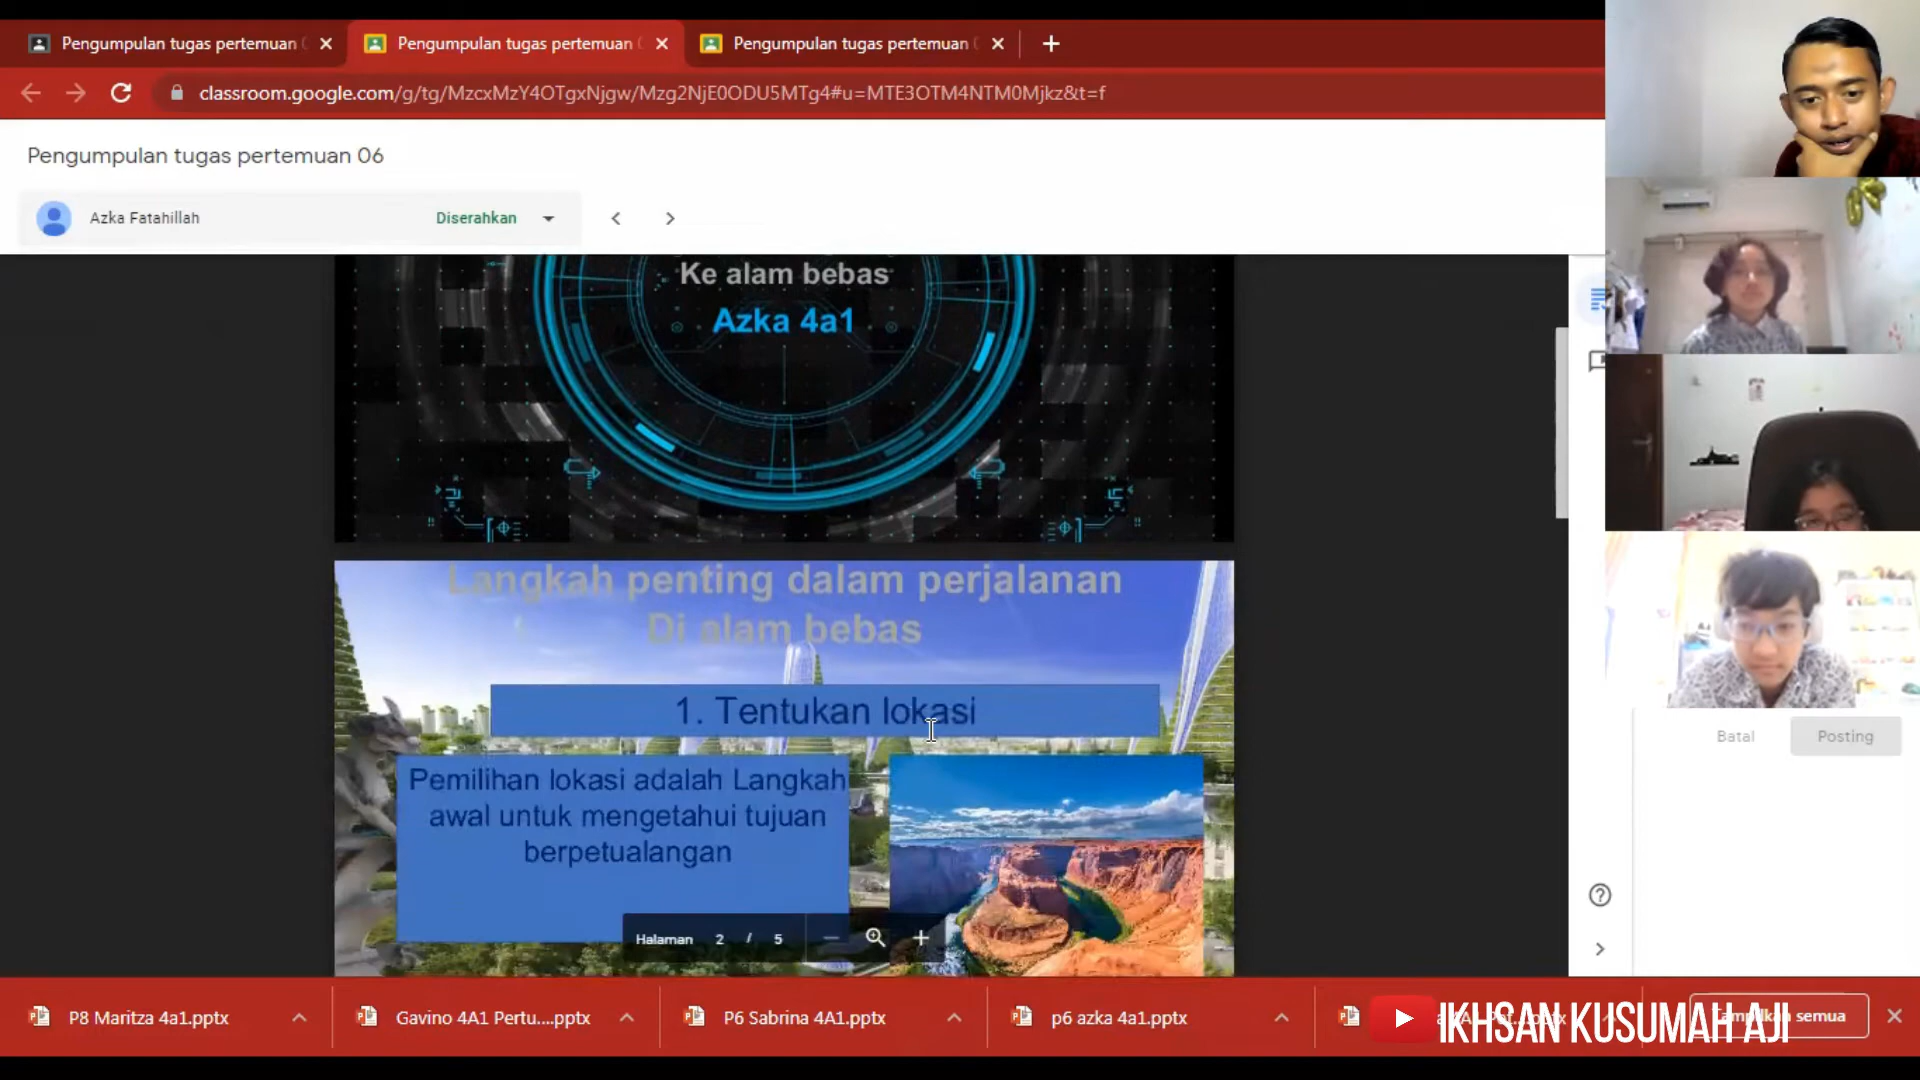 Pengumpulan tugas pertemuan
Pengumpulan tugas pertemuan
Pengumpulan tugas pertemuan
classroom.google.com/g/tg/MzcxMzY4OTgxNjgw/Mzg2NjE0ODU5MTg4#u=MTE3OTM4NTM0Mjkz&t=f
Pengumpulan tugas pertemuan 06
Azka Fatahillah
Diserahkan
Ke alam bebas
Azka 4a1
Langkah penting dalam perjalanan
Di alam bebas
1. Tentukan lokasi
Pemilihan lokasi adalah Langkah
awal untuk mengetahui tujuan
berpetualangan
Halaman 2 / 5
Batal
Posting
P8 Maritza 4a1.pptx
Gavino 4A1 Pertu....pptx
P6 Sabrina 4A1.pptx
p6 azka 4a1.pptx
semua
IKHSAN KUSUMAH AJI